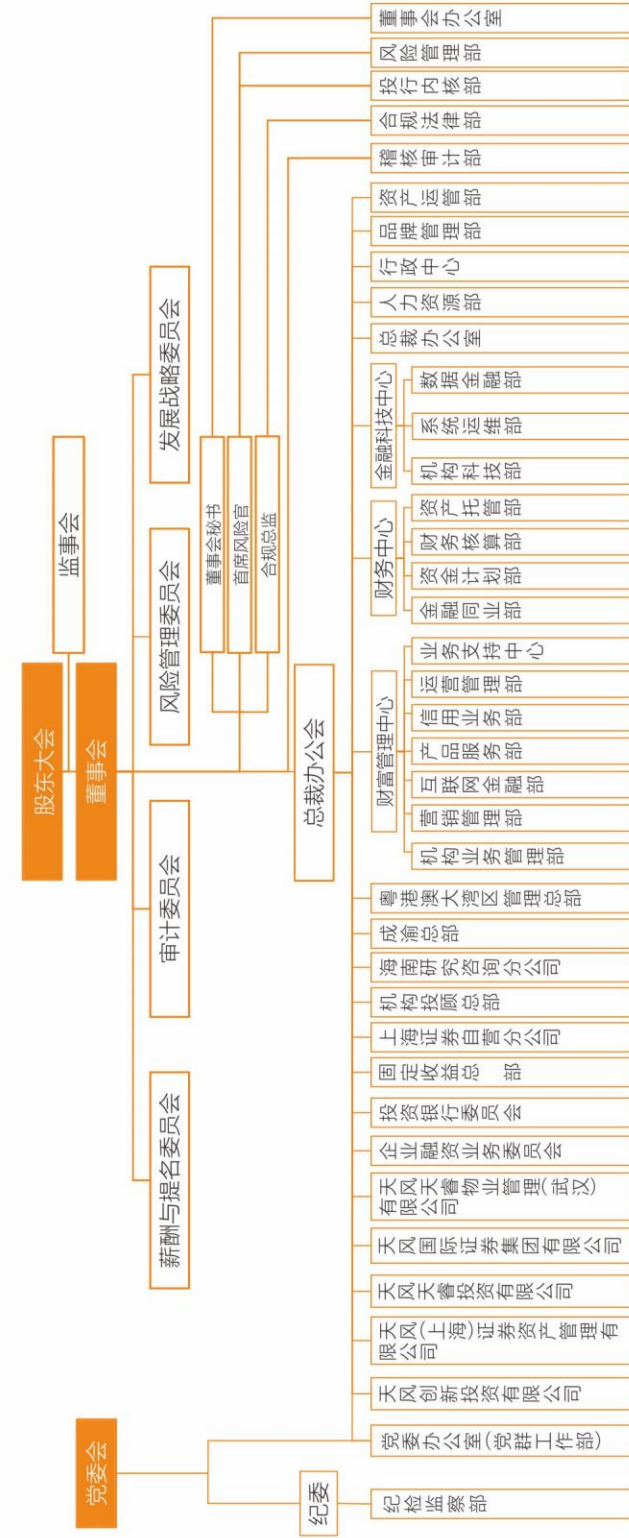 党委会
股东大会
董事会
监事会
薪酬与提名委员会
审计委员会
风险管理委员会
发展战略委员会
董事会秘书
首席风险官
合规总监
纪委
总裁办公会
财富管理中心
财务中心
金融科技中心
纪检监察部
党委办公室(党群工作部)
天风创新投资有限公司
天风(上海)证券资产管理有
限公司
天风天睿投资有限公司
天风国际证券集团有限公司
天风天睿物业管理(武汉)
有限公司
企业融资业务委员会
投资银行委员会
固定收益总 部
上海证券自营分公司
机构投顾总部
海南研究咨询分公司
成渝总部
粤港澳大湾区管理总部
机构业务管理部
营销管理部
互联网金融部
产品服务部
信用业务部
运营管理部
业务支持中心
金融同业部
资金计划部
财务核算部
资产托管部
机构科技部
系统运维部
数据金融部
总裁办公室
人力资源部
行政中心
品牌管理部
资产运管部
稽核审计部
合规法律部
投行内核部
风险管理部
董事会办公室